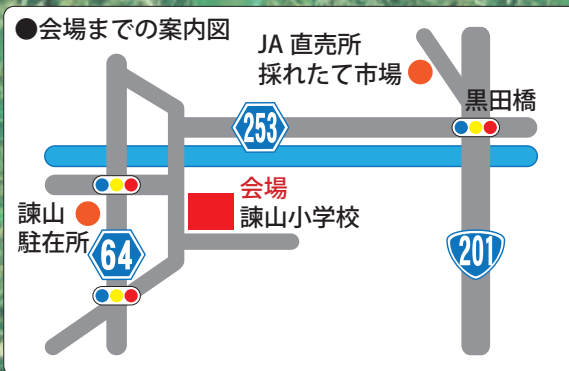 ●会場までの案内図
JA 直売所
採れたて市場
黒田橋
253
会場
諫山小学校
諫山
駐在所
64
201